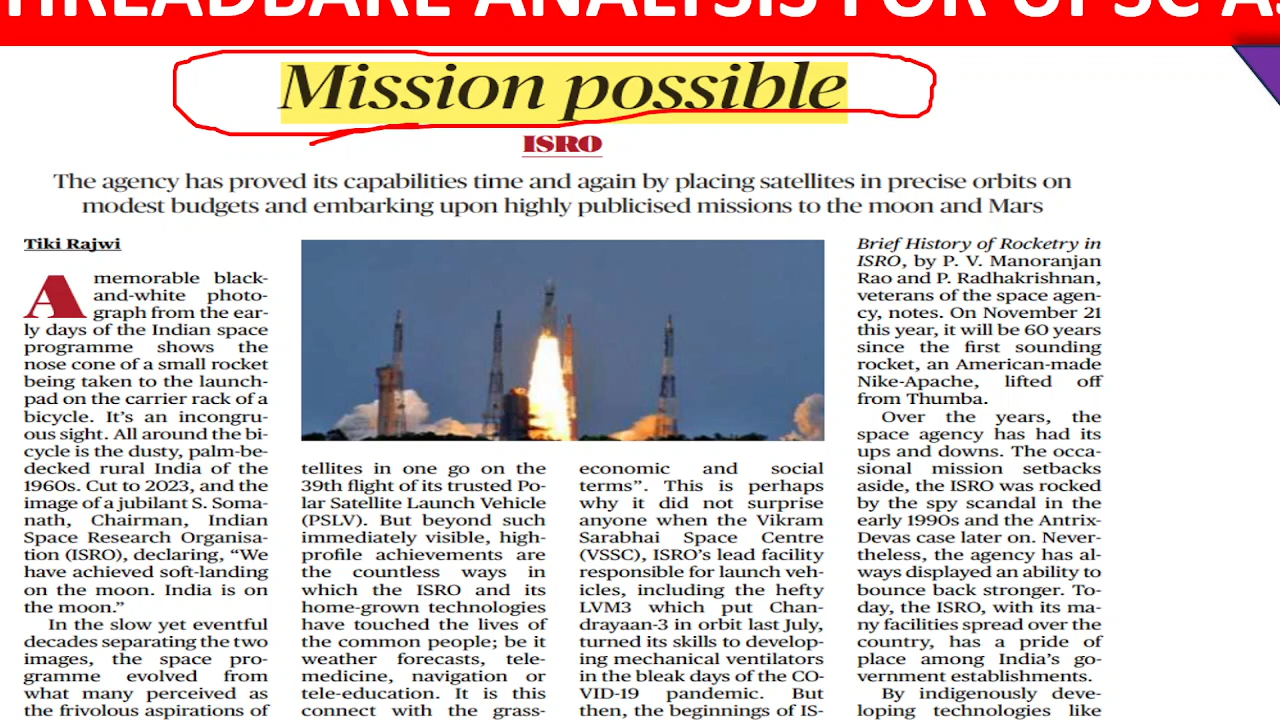 THREADBARE ANALYSIS FOR UPSC AS
Mission possible
ISRO
The agency has proved its capabilities time and again by placing satellites in precise orbits on
modest budgets and embarking upon highly publicised missions to the moon and Mars
Tiki Rajwi
A memorable black-
and-white photo-
graph from the ear-
ly days of the Indian space
programme shows the
nose cone of a small rocket
being taken to the launch-
pad on the carrier rack of a
bicycle. It’s an incongru-
ous sight. All around the bi-
cycle is the dusty, palm-be-
decked rural India of the
1960s. Cut to 2023, and the
image of a jubilant S. Soma-
nath, Chairman, Indian
Space Research Organisa-
tion (ISRO), declaring, “We
have achieved soft-landing
on the moon. India is on
the moon.”
In the slow yet eventful
decades separating the two
images, the space pro-
gramme evolved from
what many perceived as
the frivolous aspirations of
tellites in one go on the
39th flight of its trusted Po-
lar Satellite Launch Vehicle
(PSLV). But beyond such
immediately visible, high-
profile achievements are
the countless ways in
which the ISRO and its
home-grown technologies
have touched the lives of
the common people; be it
weather forecasts, tele-
medicine, navigation or
tele-education. It is this
connect with the grass-
economic and social
terms”. This is perhaps
why it did not surprise
anyone when the Vikram
Sarabhai Space Centre
(VSSC), ISRO’s lead facility
responsible for launch veh-
icles, including the hefty
LVM3 which put Chan-
drayaan-3 in orbit last July,
turned its skills to develop-
ing mechanical ventilators
in the bleak days of the CO-
VID-19 pandemic. But
then, the beginnings of IS-
Brief History of Rocketry in
ISRO, by P. V. Manoranjan
Rao and P. Radhakrishnan,
veterans of the space agen-
cy, notes. On November 21
this year, it will be 60 years
since the first sounding
rocket, an American-made
Nike-Apache, lifted off
from Thumba.
Over the years, the
space agency has had its
ups and downs. The occa-
sional mission setbacks
aside, the ISRO was rocked
by the spy scandal in the
early 1990s and the Antrix-
Devas case later on. Never-
theless, the agency has al-
ways displayed an ability to
bounce back stronger. To-
day, the ISRO, with its ma-
ny facilities spread over the
country, has a pride of
place among India’s go-
vernment establishments.
By indigenously deve-
loping technologies like